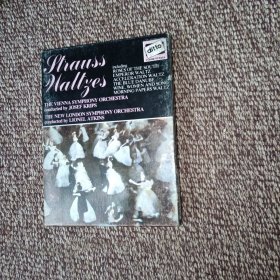 Strauss
Waltzes
ditto
including
ROSES OF THE SOUTH
EMPEROR WALTZ
ACCELERATION WALTZ
THE BLUE DANUBE
WINE, WOMEN AND SONG
MORNING PAPERS WALTZ
THE VIENNA SYMPHONY ORCHESTRA
conducted by JOSEF KRIPS
THE NEW LONDON SYMPHONY ORCHESTRA
conducted by LIONEL ATKINS